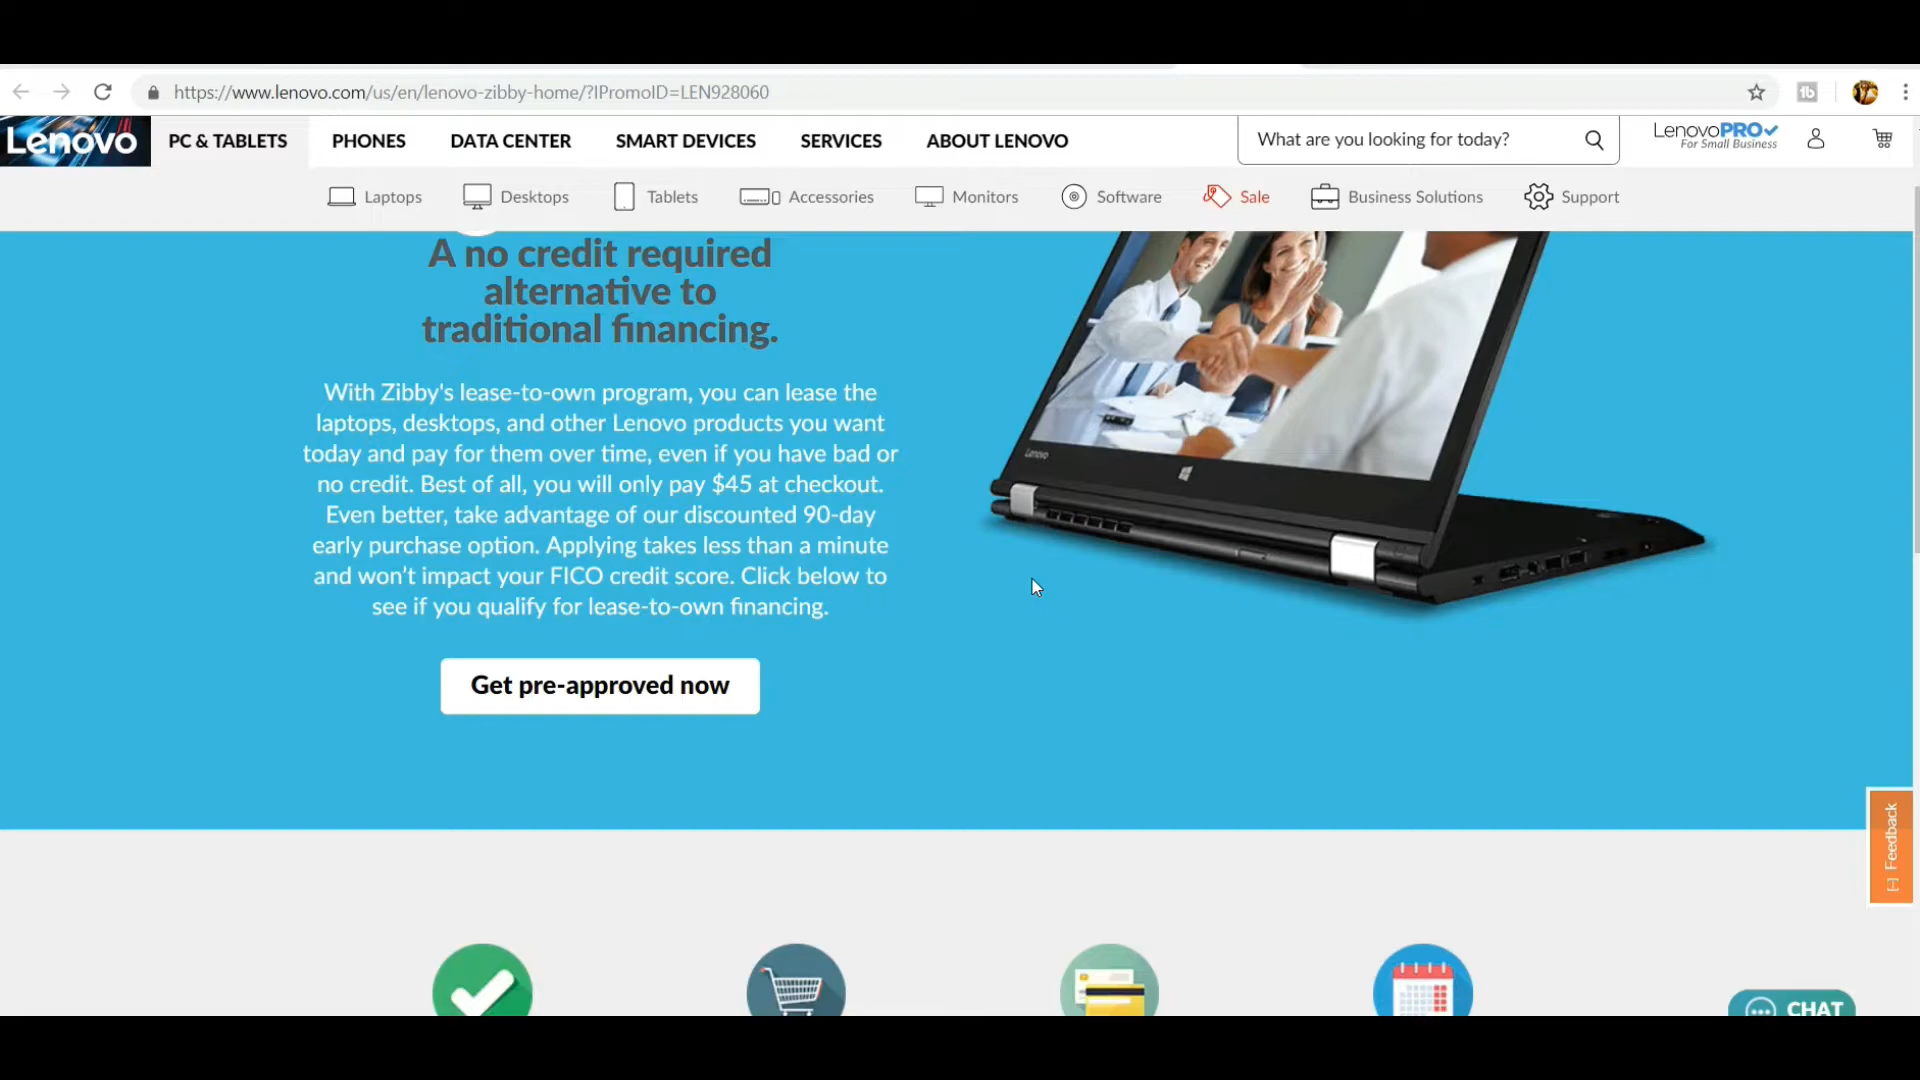 https://www.lenovo.com/us/en/lenovo-zibby-home/?IPromoID=LEN928060
Lenovo PC & TABLETS PHONES DATA CENTER SMART DEVICES SERVICES ABOUT LENOVO What are you looking for today? LenovoPRO
For Small Business
Laptops Desktops Tablets Accessories Monitors Software Sale Business Solutions Support
A no credit required
alternative to
traditional financing.
With Zibby's lease-to-own program, you can lease the
laptops, desktops, and other Lenovo products you want
today and pay for them over time, even if you have bad or
no credit. Best of all, you will only pay $45 at checkout.
Even better, take advantage of our discounted 90-day
early purchase option. Applying takes less than a minute
and won’t impact your FICO credit score. Click below to
see if you qualify for lease-to-own financing.
Get pre-approved now
Lenovo
[-] Feedback
CHAT